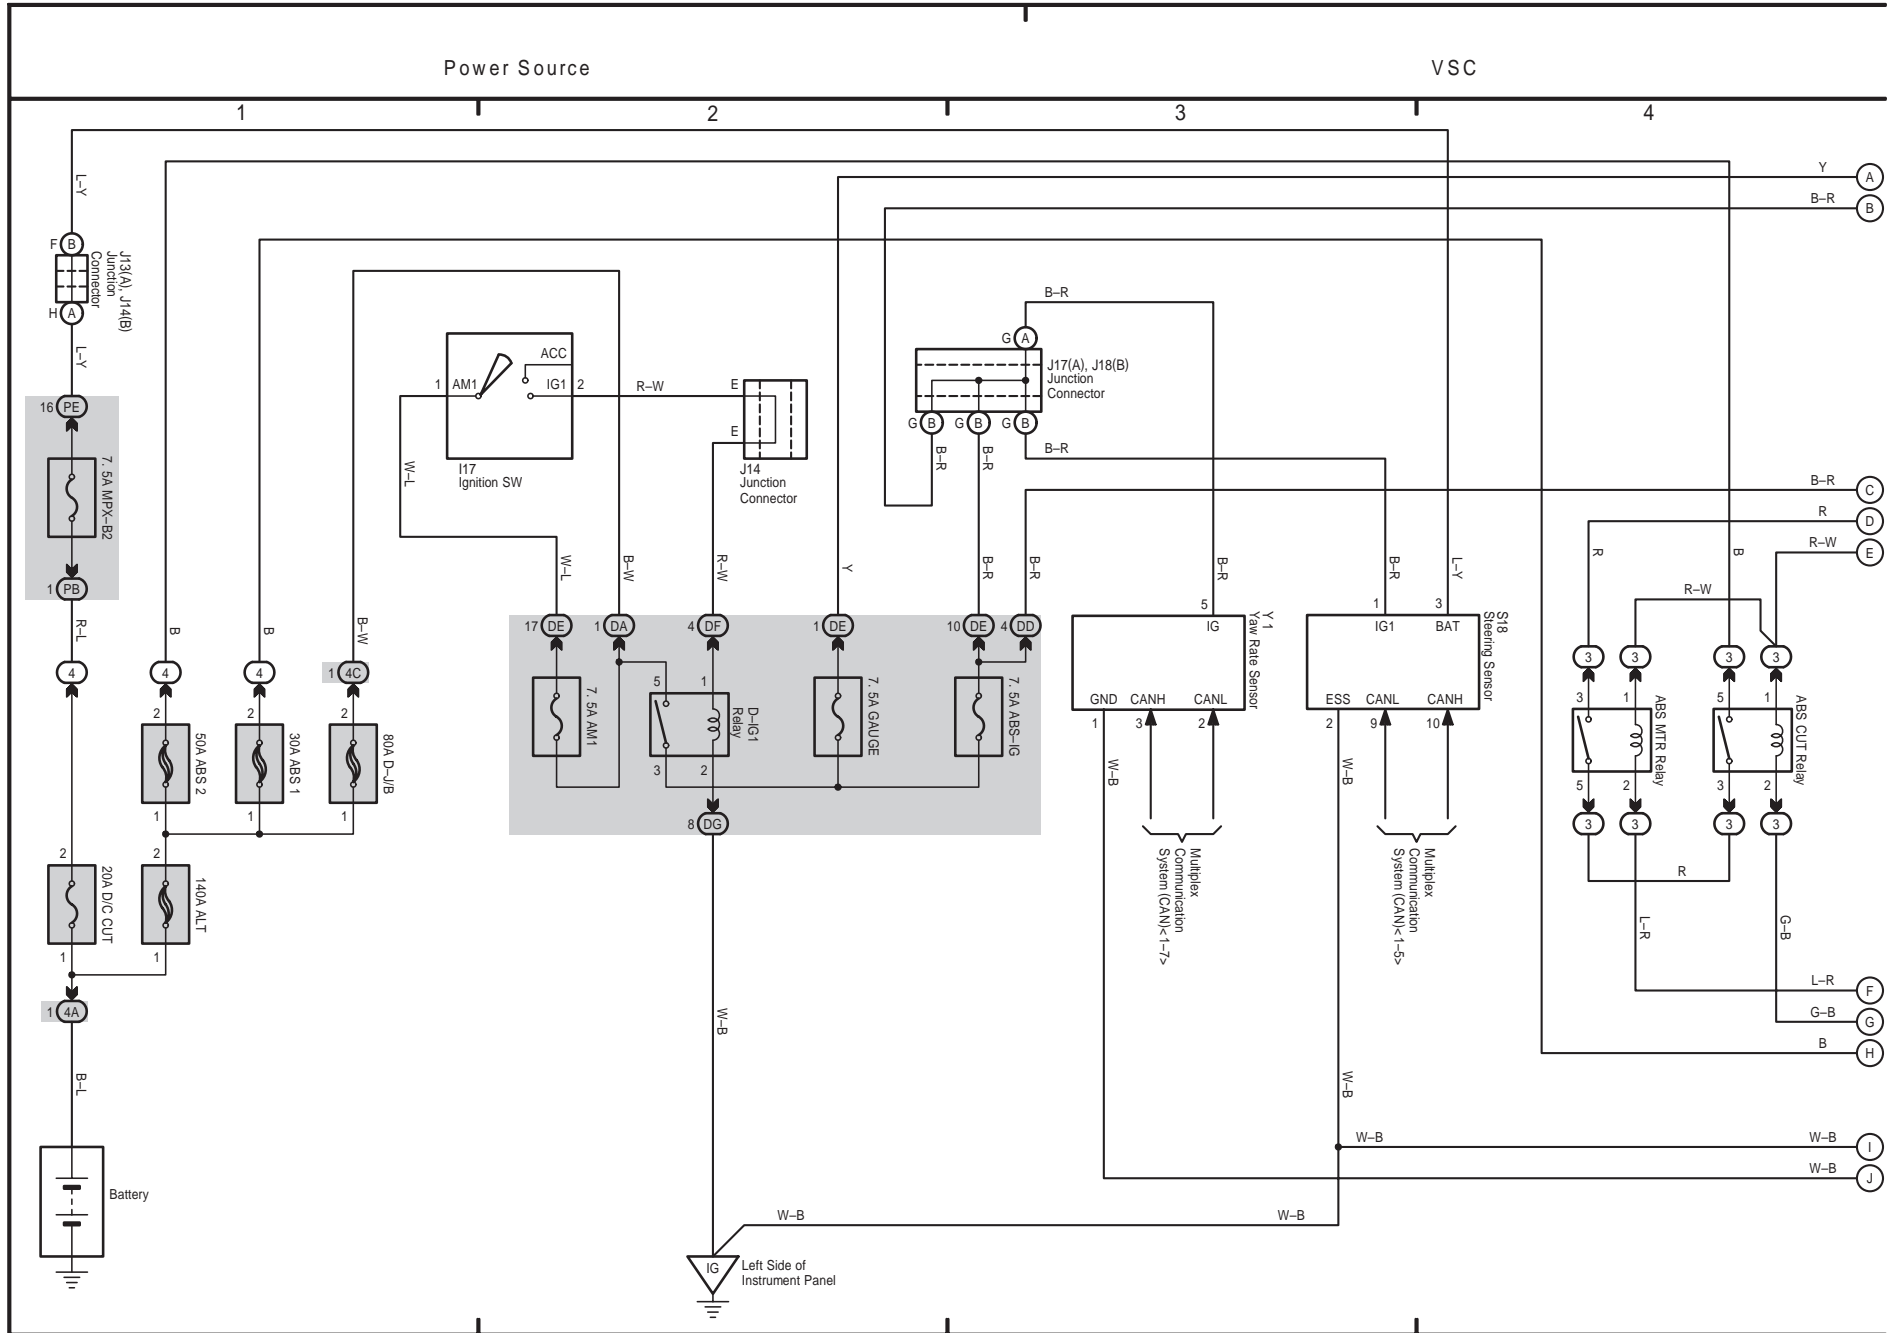 Power Source
VSC
1
2
3
4
L–Y
F B
J13(A), J14(B)
Junction
Connector
H A
L–Y
16 PE
7. 5A MPX–B2
1 PB
R–L
4
2
20A D/C CUT
1
1 4A
B–L
Battery
B
4
2
50A ABS 2
1
2
140A ALT
1
B
4
2
30A ABS 1
1
B–W
1 4C
2
80A D–J/B
1
ACC
1 AM1
IG1 2
I17
Ignition SW
W–L
R–W
E
E
J14
Junction
Connector
W–L
B–W
R–W
Y
B–R
B–R
17 DE
1 DA
4 DF
1 DE
10 DE
4 DD
7. 5A AM1
5
1
D–IG1
Relay
3
2
7. 5A GAUGE
7. 5A ABS–IG
8 DG
W–B
IG
Left Side of
Instrument Panel
W–B
W–B
B–R
G A
J17(A), J18(B)
Junction
Connector
G B
G B
G B
B–R
B–R
B–R
B–R
5
IG
Y 1
Yaw Rate Sensor
GND CANH CANL
1
3
2
W–B
Multiplex
Communication
System (CAN)<1–7>
B–R
L–Y
1
3
IG1 BAT
S18
Steering Sensor
ESS CANL CANH
2
9
10
W–B
Multiplex
Communication
System (CAN)<1–5>
W–B
W–B
Y A
B–R B
B–R C
R D
R–W E
R
R–W
B
3
3
3
3
3
1
5
1
ABS MTR Relay
ABS CUT Relay
5
2
3
2
3
3
3
3
R
L–R
G–B
L–R F
G–B G
B H
W–B I
W–B J